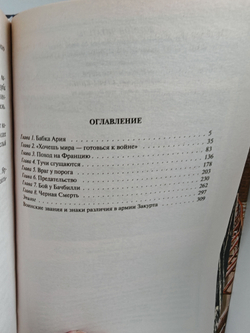 ОГЛАВЛЕНИЕ
Глава 1. Бабка Ария 5
Глава 2. «Хочешь мира — готовься к войне» 35
Глава 3. Поход на Францию 83
Глава 4. Тучи сгущаются 136
Глава 5. Враг у порога 178
Глава 6. Предательство 203
Глава 7. Бой у Бачбилли 230
Глава 8. Черная Смерть 262
Эпилог 297
Воинские звания и знаки различия в армии Закурта 309